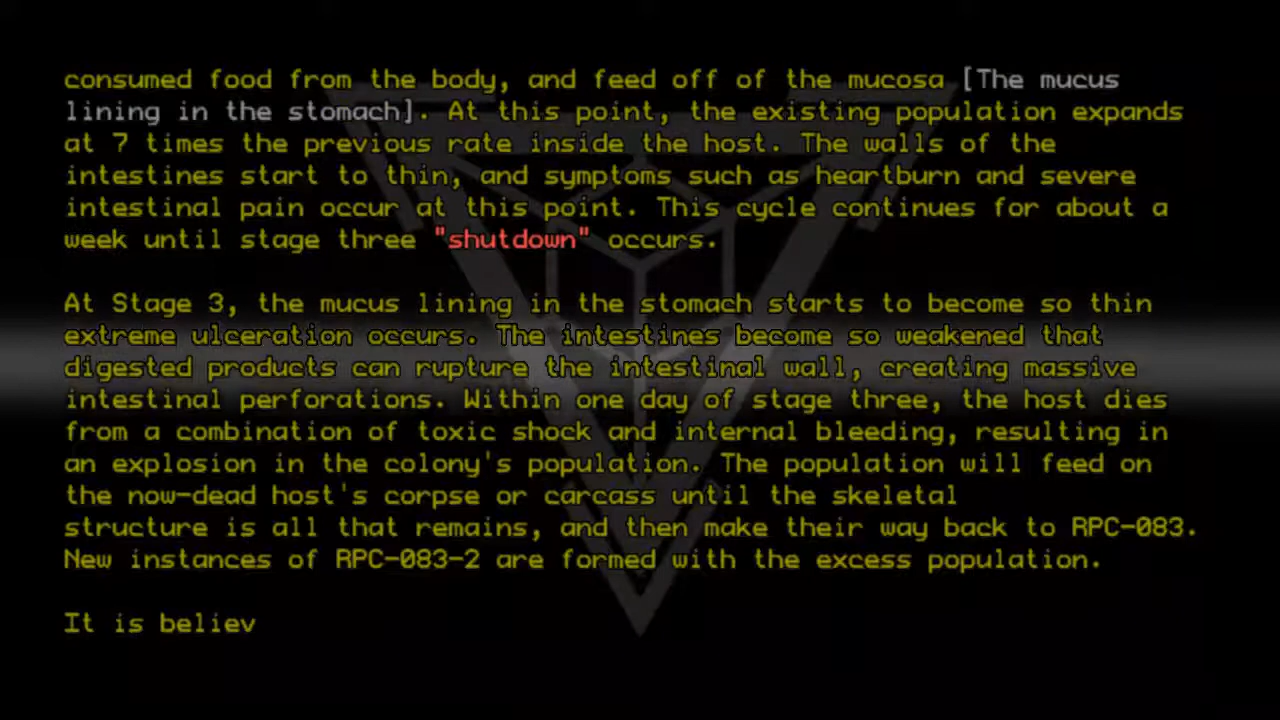 consumed food from the body, and feed off of the mucosa [The mucus
lining in the stomach]. At this point, the existing population expands
at 7 times the previous rate inside the host. The walls of the
intestines start to thin, and symptoms such as heartburn and severe
intestinal pain occur at this point. This cycle continues for about a
week until stage three "shutdown" occurs.
At Stage 3, the mucus lining in the stomach starts to become so thin
extreme ulceration occurs. The intestines become so weakened that
digested products can rupture the intestinal wall, creating massive
intestinal perforations. Within one day of stage three, the host dies
from a combination of toxic shock and internal bleeding, resulting in
an explosion in the colony's population. The population will feed on
the now-dead host's corpse or carcass until the skeletal
structure is all that remains, and then make their way back to RPC-083.
New instances of RPC-083-2 are formed with the excess population.
It is believ